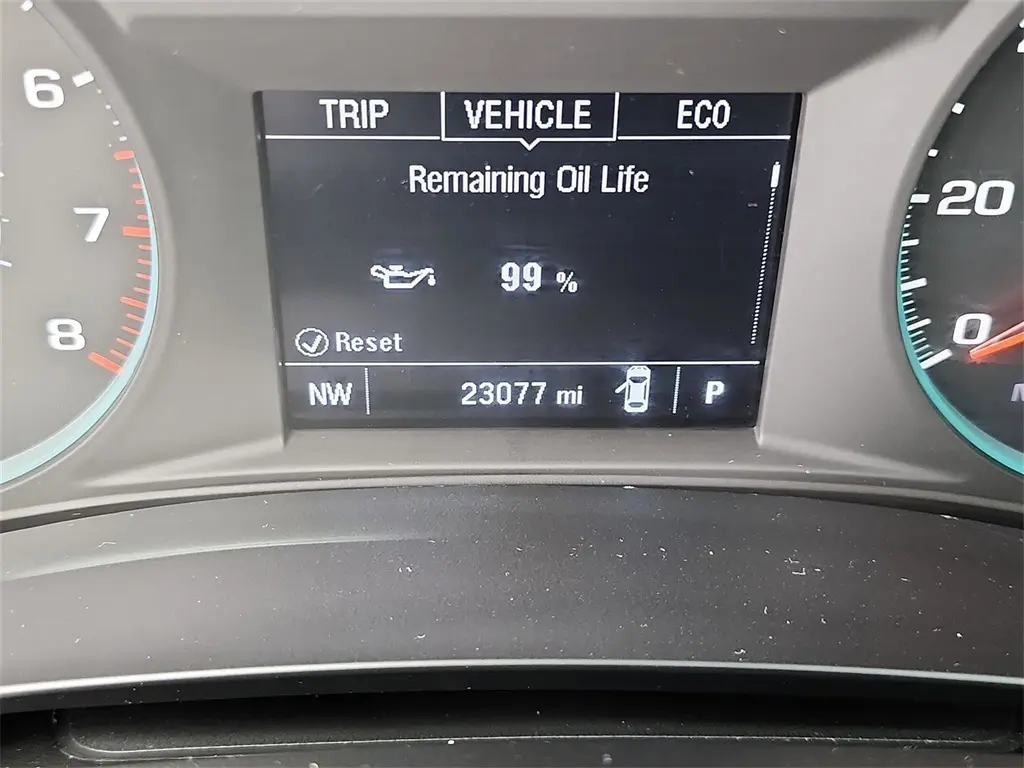 TRIP VEHICLE ECO
Remaining Oil Life
99 %
Reset
NW 23077 mi P
6
7
8
20
0